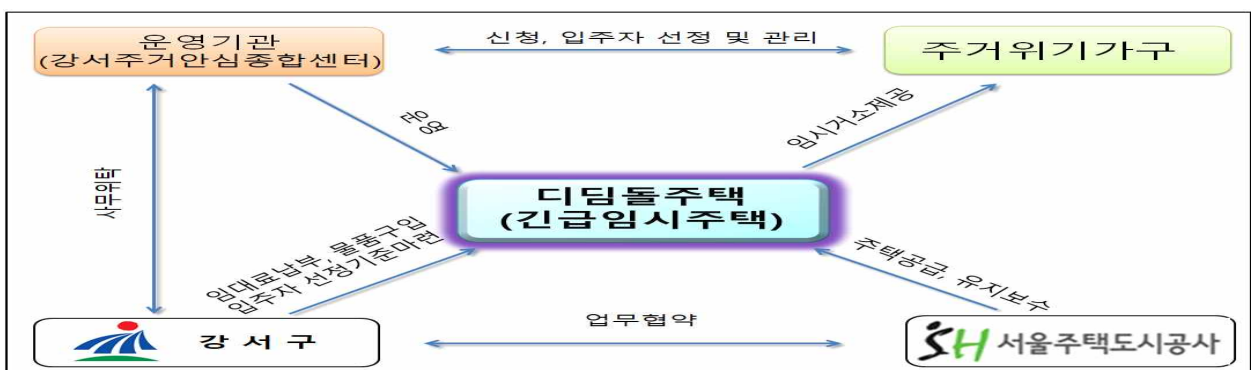 운영기관
(강서주거안심종합센터)
신청, 입주자 선정 및 관리
주거위기가구
운영
임시거소제공
사무위탁
디딤돌주택
(긴급임시주택)
임대료납부, 물품구입
입주자 선정기준마련
주택공급, 유지보수
강서구
업무협약
SH 서울주택도시공사